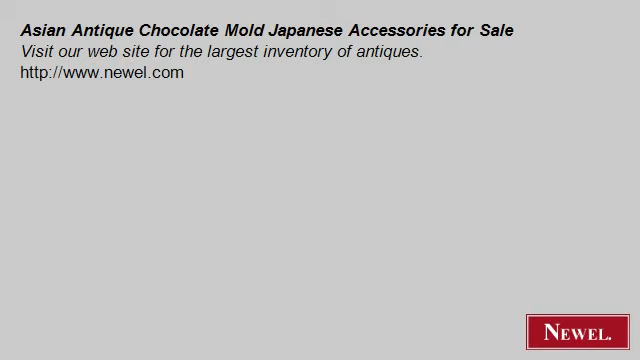 Asian Antique Chocolate Mold Japanese Accessories for Sale
Visit our web site for the largest inventory of antiques.
http://www.newel.com
NEWEL.